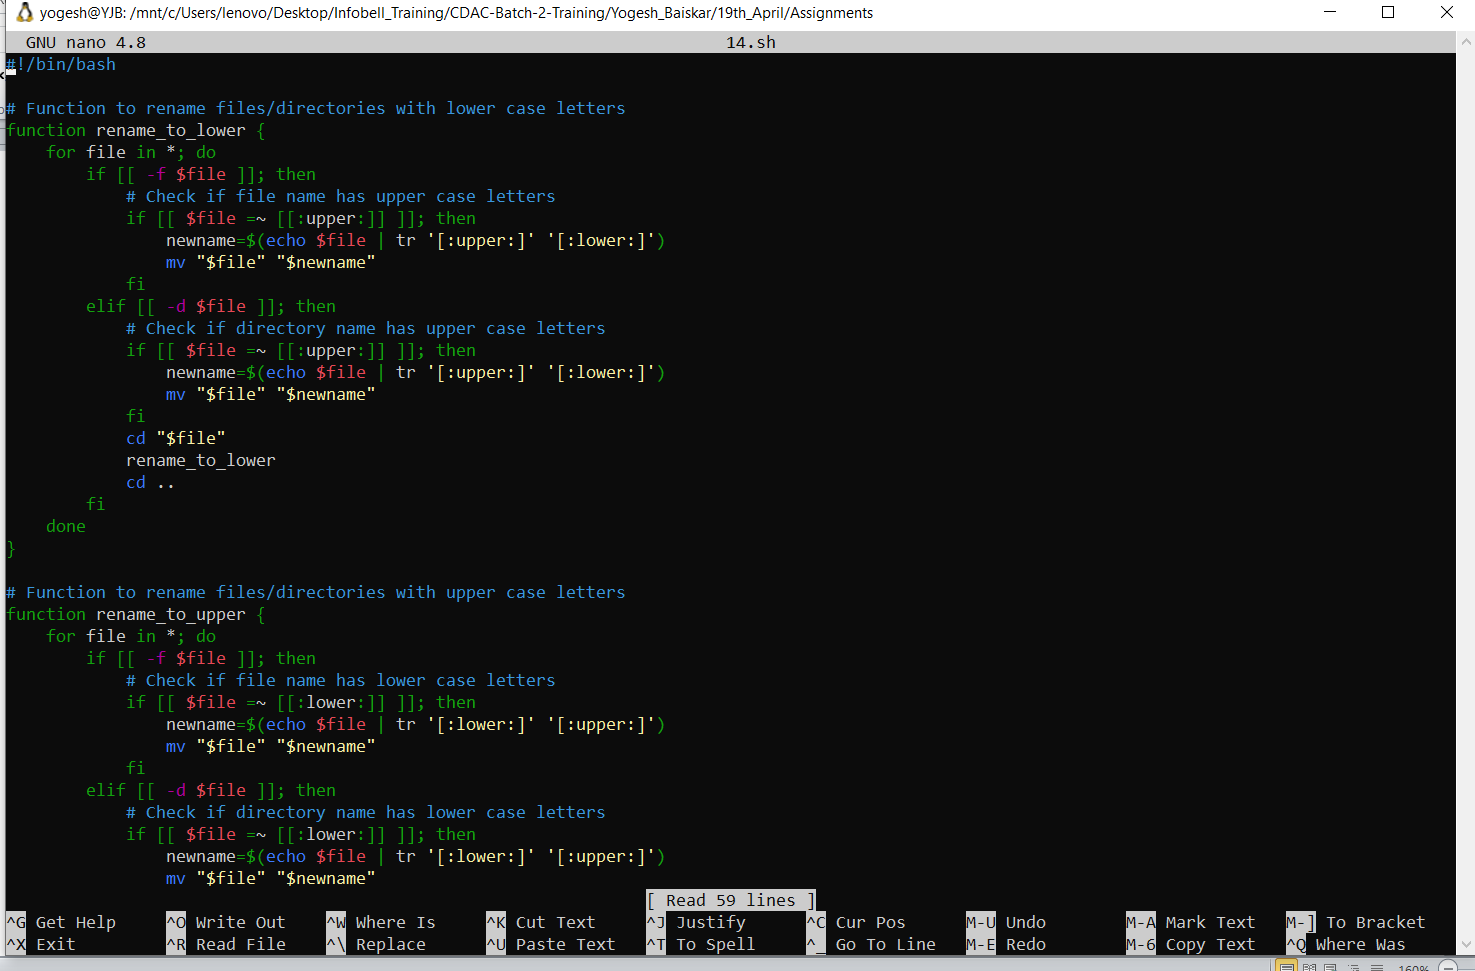 yogesh@YJB: /mnt/c/Users/lenovo/Desktop/Infobell_Training/CDAC-Batch-2-Training/Yogesh_Baiskar/19th_April/Assignments
GNU nano 4.8 14.sh
#!/bin/bash

# Function to rename files/directories with lower case letters
function rename_to_lower {
    for file in *; do
        if [[ -f $file ]]; then
            # Check if file name has upper case letters
            if [[ $file =~ [[:upper:]] ]]; then
                newname=$(echo $file | tr '[:upper:]' '[:lower:]')
                mv "$file" "$newname"
            fi
        elif [[ -d $file ]]; then
            # Check if directory name has upper case letters
            if [[ $file =~ [[:upper:]] ]]; then
                newname=$(echo $file | tr '[:upper:]' '[:lower:]')
                mv "$file" "$newname"
            fi
            cd "$file"
            rename_to_lower
            cd ..
        fi
    done
}

# Function to rename files/directories with upper case letters
function rename_to_upper {
    for file in *; do
        if [[ -f $file ]]; then
            # Check if file name has lower case letters
            if [[ $file =~ [[:lower:]] ]]; then
                newname=$(echo $file | tr '[:lower:]' '[:upper:]')
                mv "$file" "$newname"
            fi
        elif [[ -d $file ]]; then
            # Check if directory name has lower case letters
            if [[ $file =~ [[:lower:]] ]]; then
                newname=$(echo $file | tr '[:lower:]' '[:upper:]')
                mv "$file" "$newname"
[ Read 59 lines ]
^G Get Help ^O Write Out ^W Where Is ^K Cut Text ^J Justify ^C Cur Pos M-U Undo M-A Mark Text M-] To Bracket
^X Exit ^R Read File ^\ Replace ^U Paste Text ^T To Spell ^_ Go To Line M-E Redo M-6 Copy Text ^Q Where Was
160%